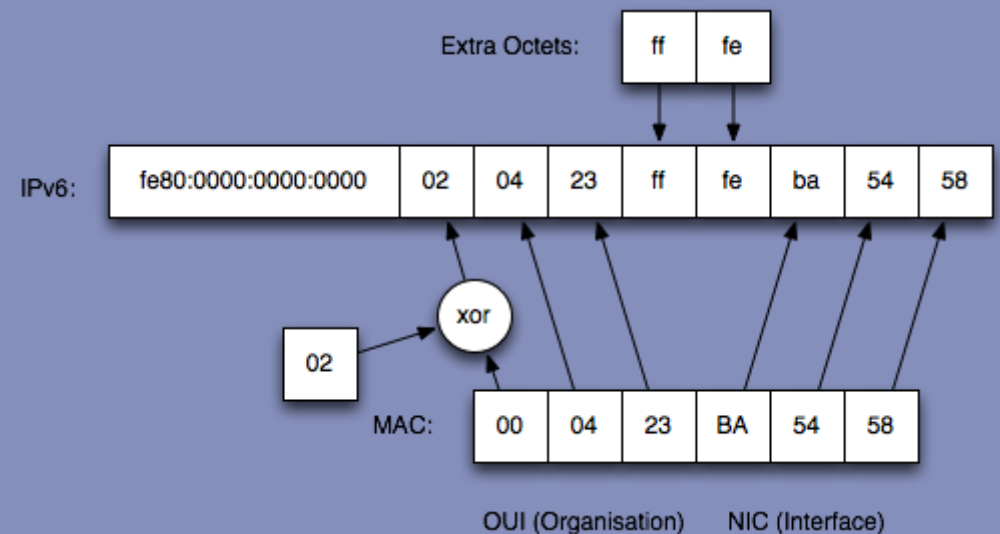 Extra Octets: ff fe
IPv6: fe80:0000:0000:0000 02 04 23 ff fe ba 54 58
xor
02
MAC: 00 04 23 BA 54 58
OUI (Organisation) NIC (Interface)